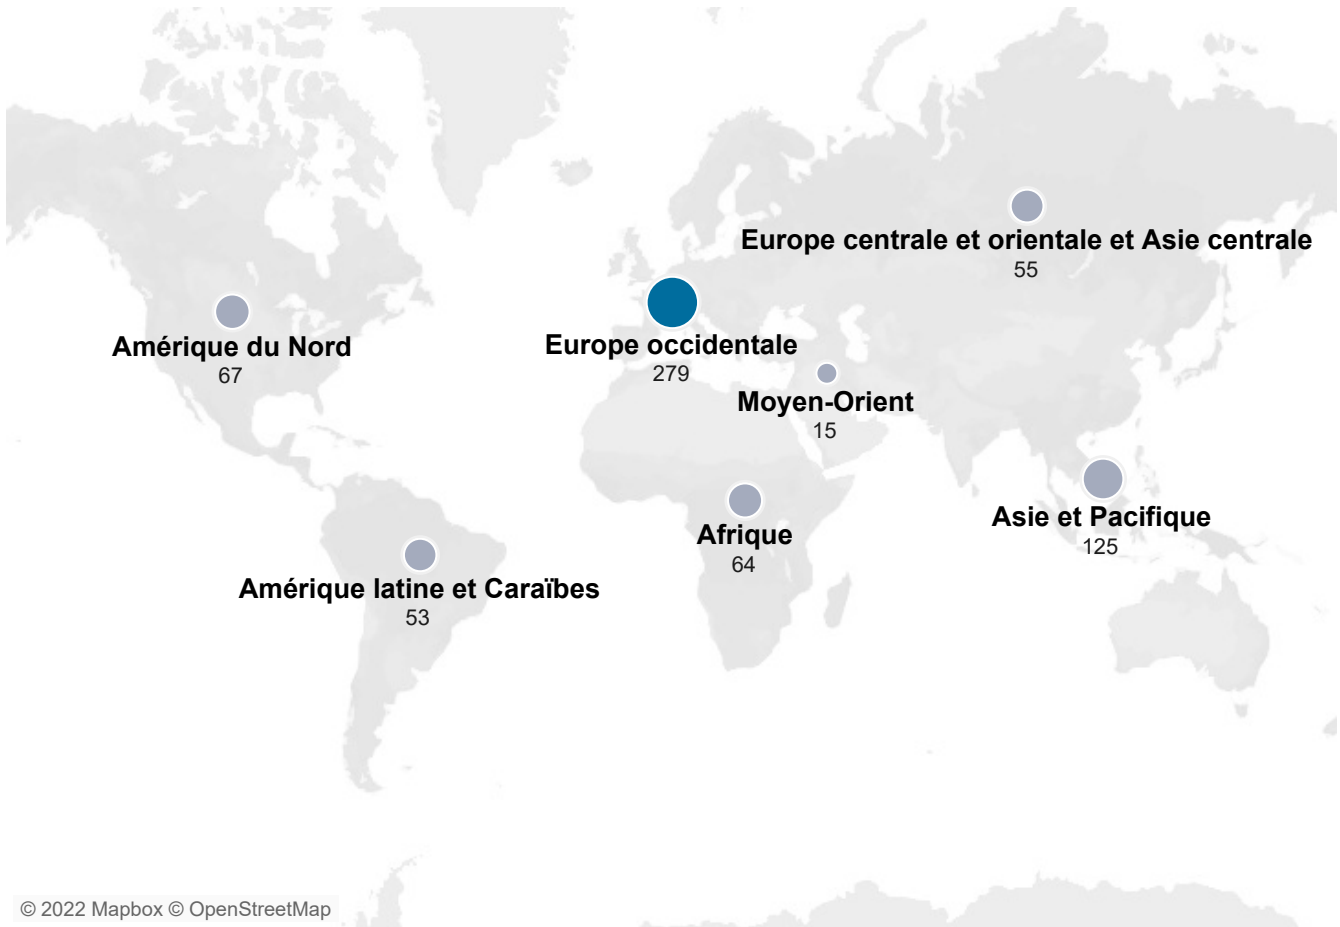 Europe centrale et orientale et Asie centrale
55
Amérique du Nord
67
Europe occidentale
279
Moyen-Orient
15
Asie et Pacifique
125
Afrique
64
Amérique latine et Caraïbes
53
© 2022 Mapbox © OpenStreetMap